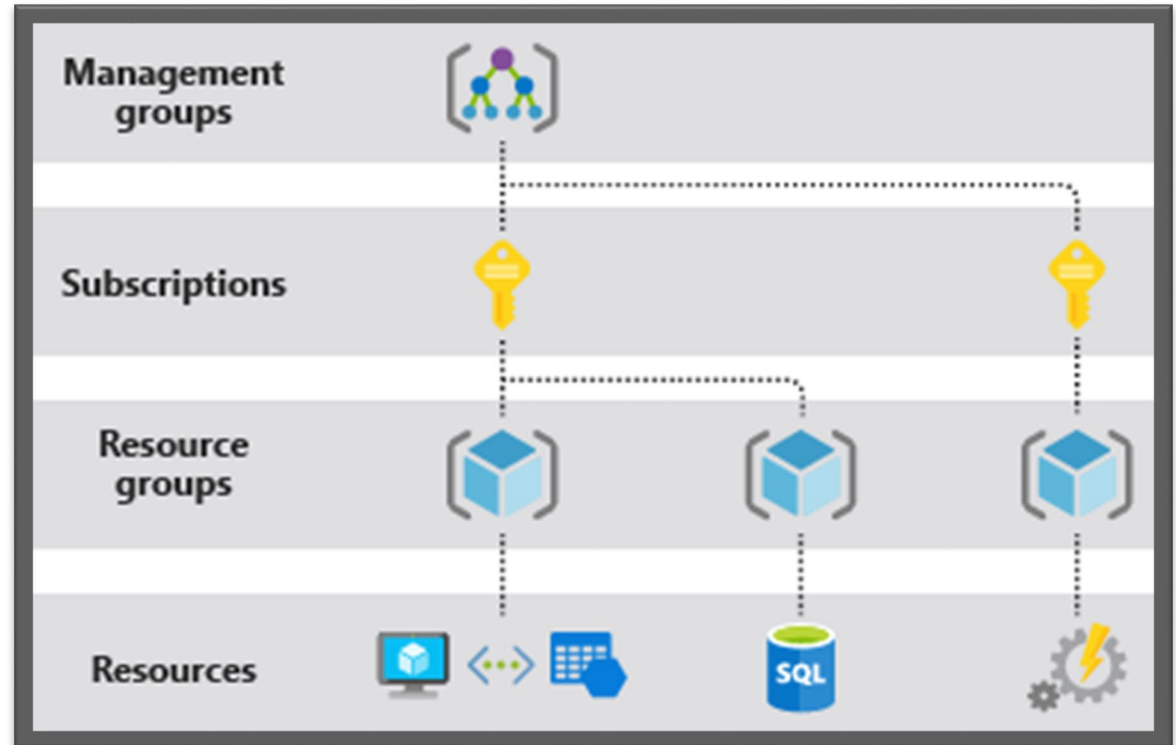 Management
groups
Subscriptions
Resource
groups
Resources
SQL